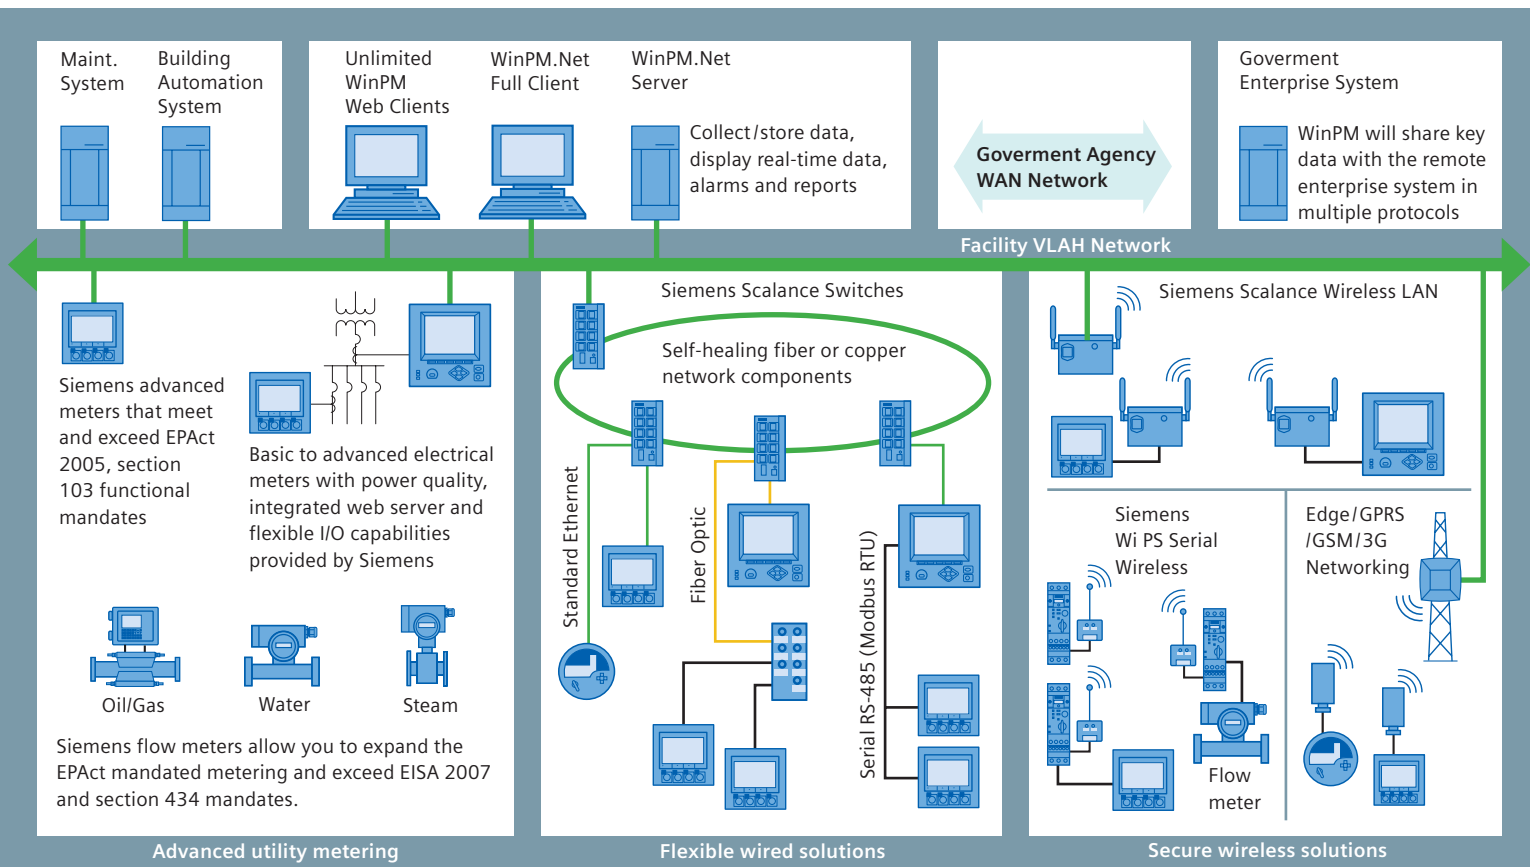 Maint.
System
Building
Automation
System
Unlimited
WinPM
Web Clients
WinPM.Net
Full Client
WinPM.Net
Server
Collect/store data,
display real-time data,
alarms and reports
Goverment Agency
WAN Network
Goverment
Enterprise System
WinPM will share key
data with the remote
enterprise system in
multiple protocols
Facility VLAH Network
Siemens advanced
meters that meet
and exceed EPAct
2005, section
103 functional
mandates
Basic to advanced electrical
meters with power quality,
integrated web server and
flexible I/O capabilities
provided by Siemens
Oil/Gas
Water
Steam
Siemens flow meters allow you to expand the
EPAct mandated metering and exceed EISA 2007
and section 434 mandates.
Advanced utility metering
Siemens Scalance Switches
Self-healing fiber or copper
network components
Standard Ethernet
Fiber Optic
Serial RS-485 (Modbus RTU)
Flexible wired solutions
Siemens Scalance Wireless LAN
Siemens
Wi PS Serial
Wireless
Flow
meter
Edge/GPRS
/GSM/3G
Networking
Secure wireless solutions